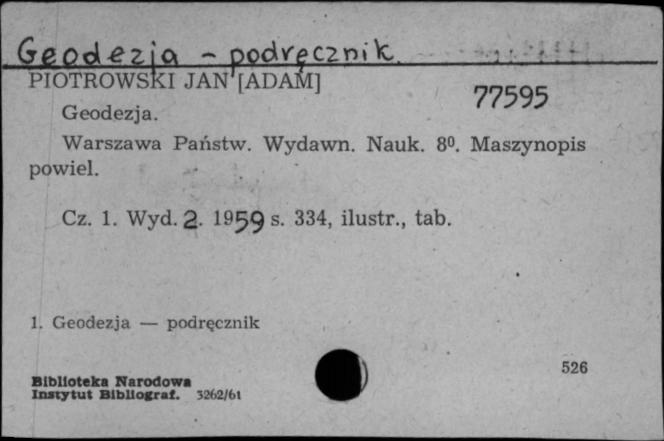 Geodezja - podręcznik.
PIOTROWSKI JAN [ADAM]
77595
Geodezja.
Warszawa Państw. Wydawn. Nauk. 8⁰. Maszynopis
powiel.
Cz. 1. Wyd. 2. 1959 s. 334, ilustr., tab.
1. Geodezja — podręcznik
526
Biblioteka Narodowa
Instytut Bibliograf. 3262/61